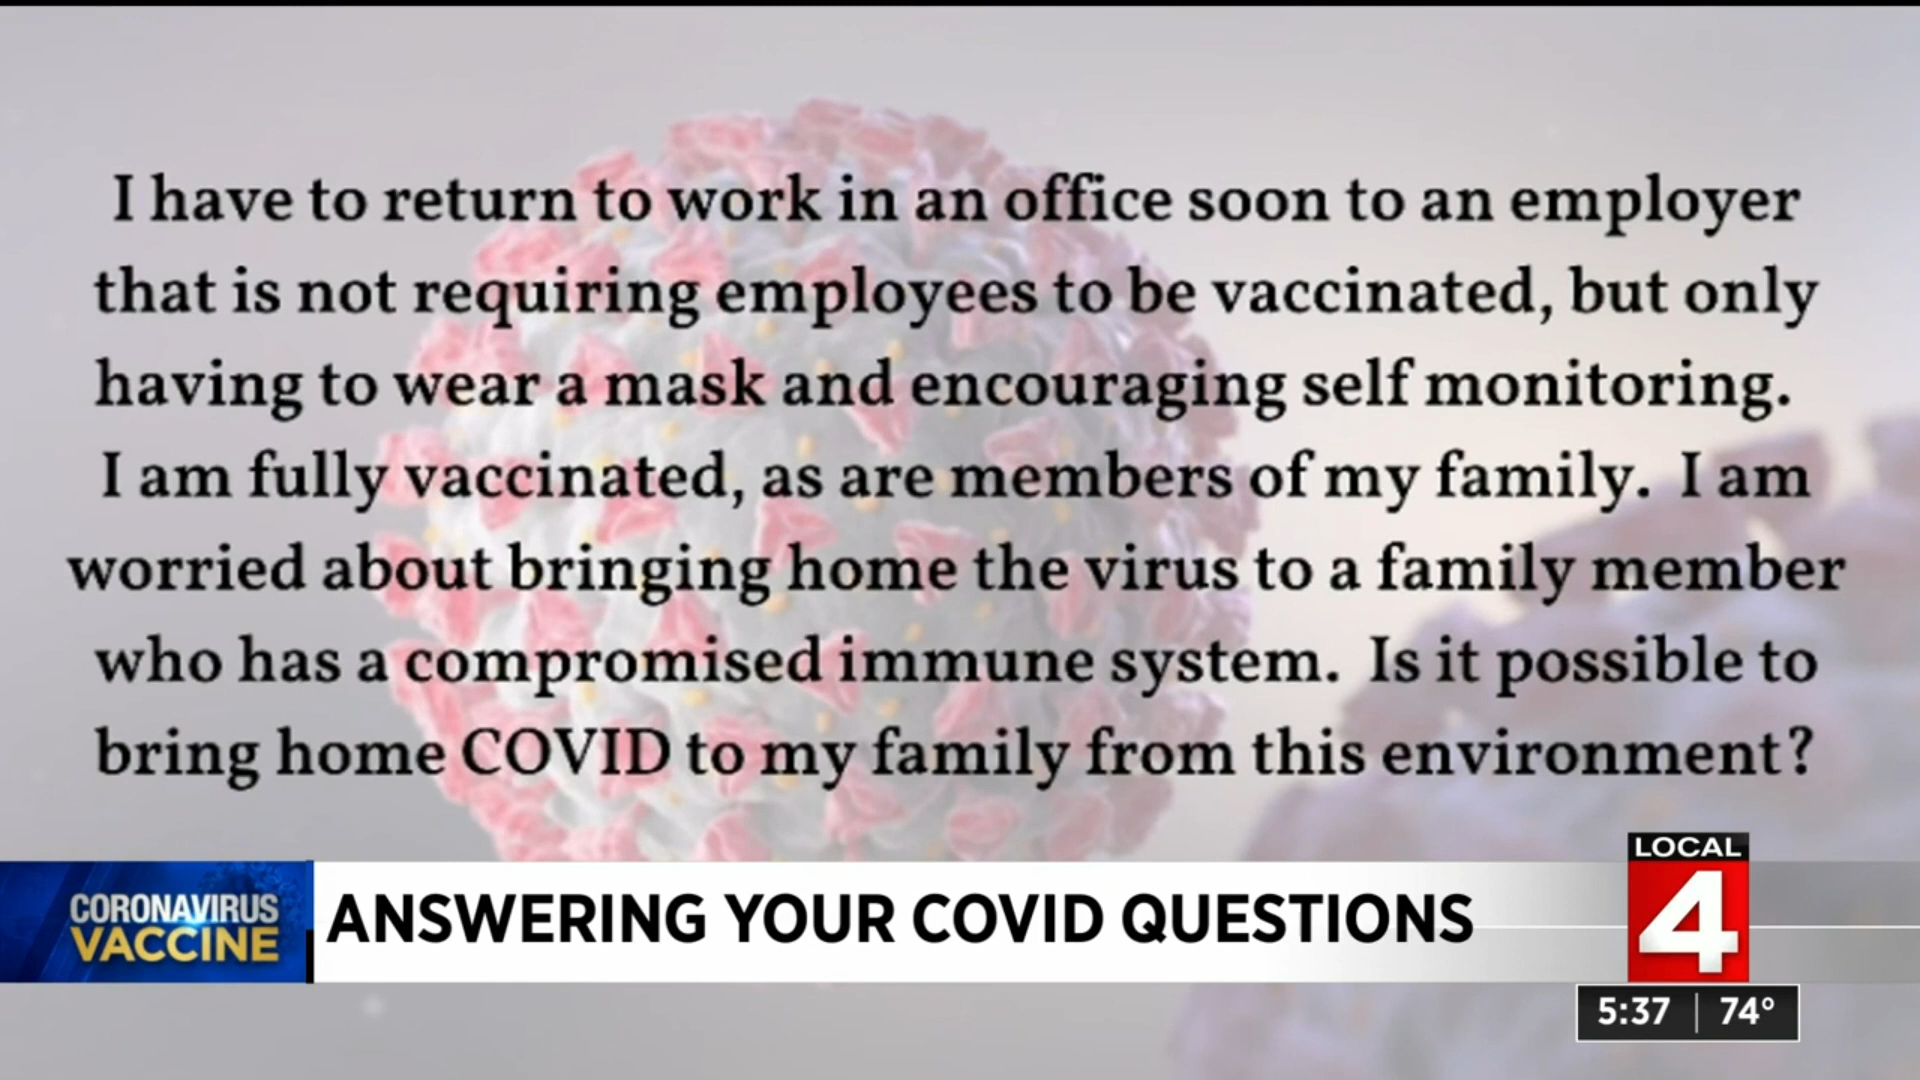 I have to return to work in an office soon to an employer
that is not requiring employees to be vaccinated, but only
having to wear a mask and encouraging self monitoring.
I am fully vaccinated, as are members of my family. I am
worried about bringing home the virus to a family member
who has a compromised immune system. Is it possible to
bring home COVID to my family from this environment?
CORONAVIRUS
VACCINE
ANSWERING YOUR COVID QUESTIONS
LOCAL
4
5:37 | 74°